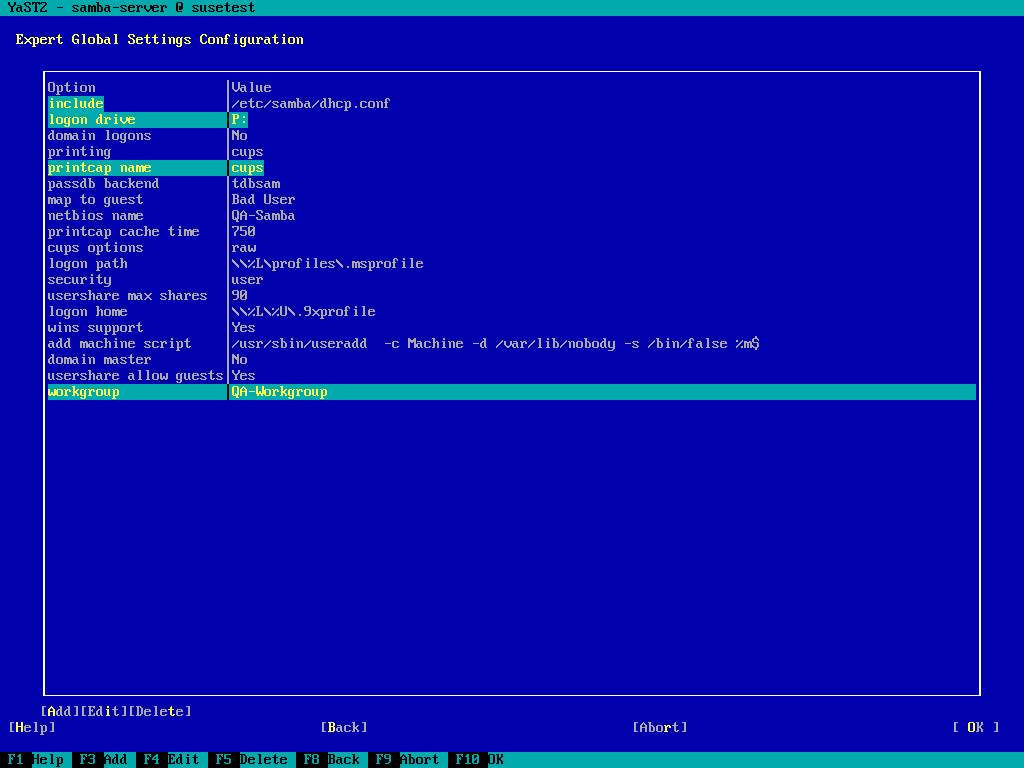 YaST2 - samba-server @ susetest
Expert Global Settings Configuration
Option |Value
include |/etc/samba/dhcp.conf
logon drive |P:
domain logons |No
printing |cups
printcap name |cups
passdb backend |tdbsam
map to guest |Bad User
netbios name |QA-Samba
printcap cache time |750
cups options |raw
logon path |\\%L\profiles\.msprofile
security |user
usershare max shares |90
logon home |\\%L\%U\.9xprofile
wins support |Yes
add machine script |/usr/sbin/useradd  -c Machine -d /var/lib/nobody -s /bin/false %m$
domain master |No
usershare allow guests|Yes
workgroup |QA-Workgroup
[Add][Edit][Delete]
[Help] [Back] [Abort] [ OK ]
F1 Help F3 Add F4 Edit F5 Delete F8 Back F9 Abort F10 OK